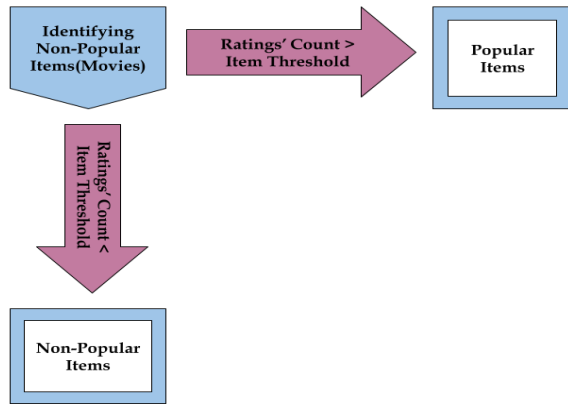 Identifying
Non-Popular
Items(Movies)
Ratings’ Count >
Item Threshold
Popular
Items
Ratings’ Count <
Item Threshold
Non-Popular
Items